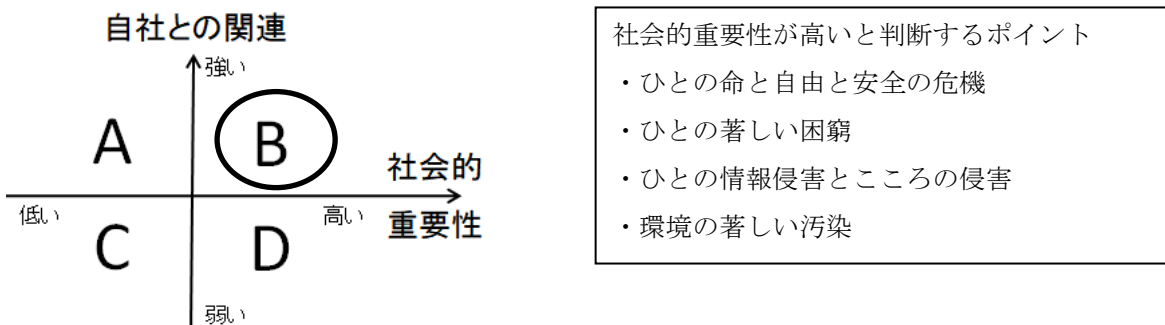 自社との関連
強い
A
B
社会的
低い
高い
重要性
C
D
弱い
社会的重要性が高いと判断するポイント
・ひとの命と自由と安全の危機
・ひとの著しい困窮
・ひとの情報侵害とこころの侵害
・環境の著しい汚染